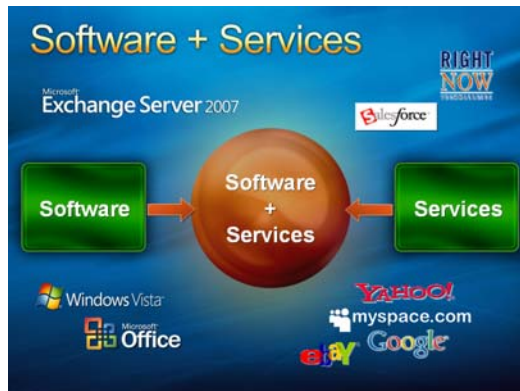 Software + Services
RIGHT
NOW
Microsoft
Exchange Server 2007
Salesforce
Software
Software
+
Services
Services
Windows Vista
Microsoft
Office
YAHOO!
myspace.com
ebY
Google